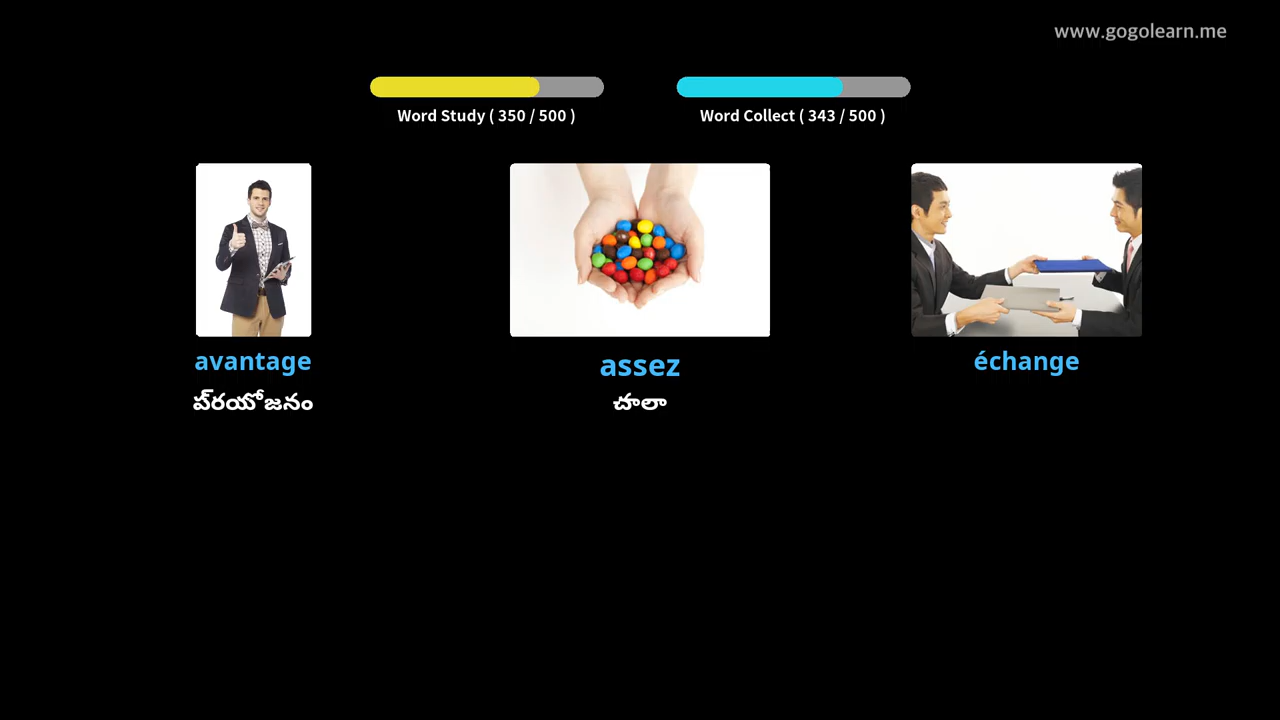 www.gogolearn.me
Word Study ( 350 / 500 )
Word Collect ( 343 / 500 )
avantage
assez
échange
ప్రయోజనం
చాలా